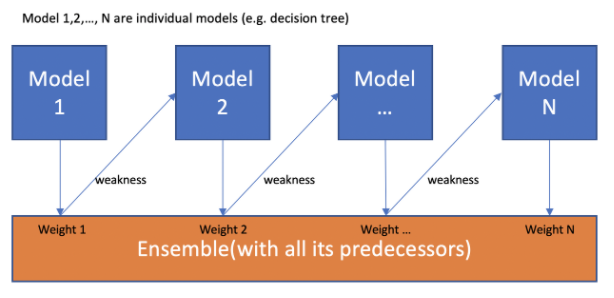 Model 1,2,..., N are individual models (e.g. decision tree)
Model
1
Model
2
Model
...
Model
N
weakness
weakness
weakness
Weight 1
Weight 2
Weight ...
Weight N
Ensemble(with all its predecessors)